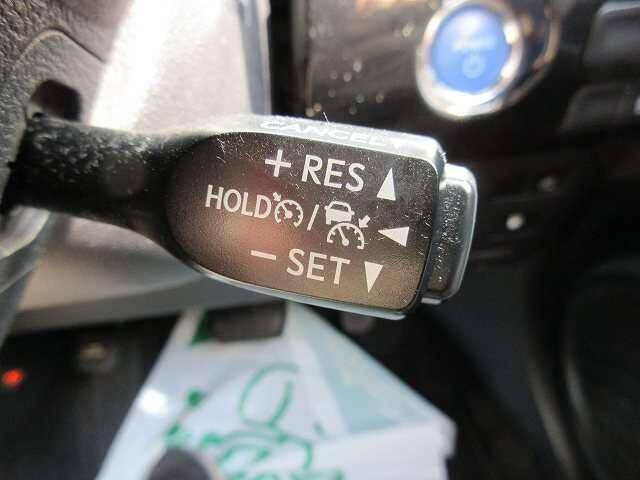 CANCEL
+ RES ▲
HOLD / ◀
- SET ▼